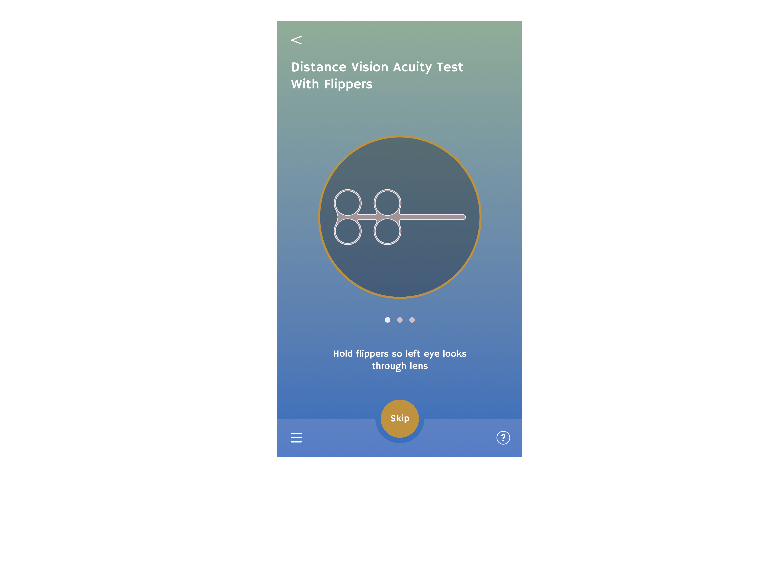 Distance Vision Acuity Test
With Flippers
Hold flippers so left eye looks
through lens
Skip
?